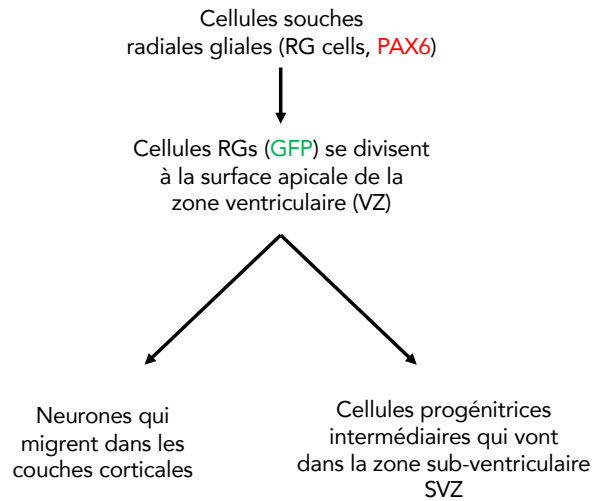 Cellules souches
radiales gliales (RG cells, PAX6)
Cellules RGs (GFP) se divisent
à la surface apicale de la
zone ventriculaire (VZ)
Neurones qui
migrent dans les
couches corticales
Cellules progénitrices
intermédiaires qui vont
dans la zone sub-ventriculaire
SVZ